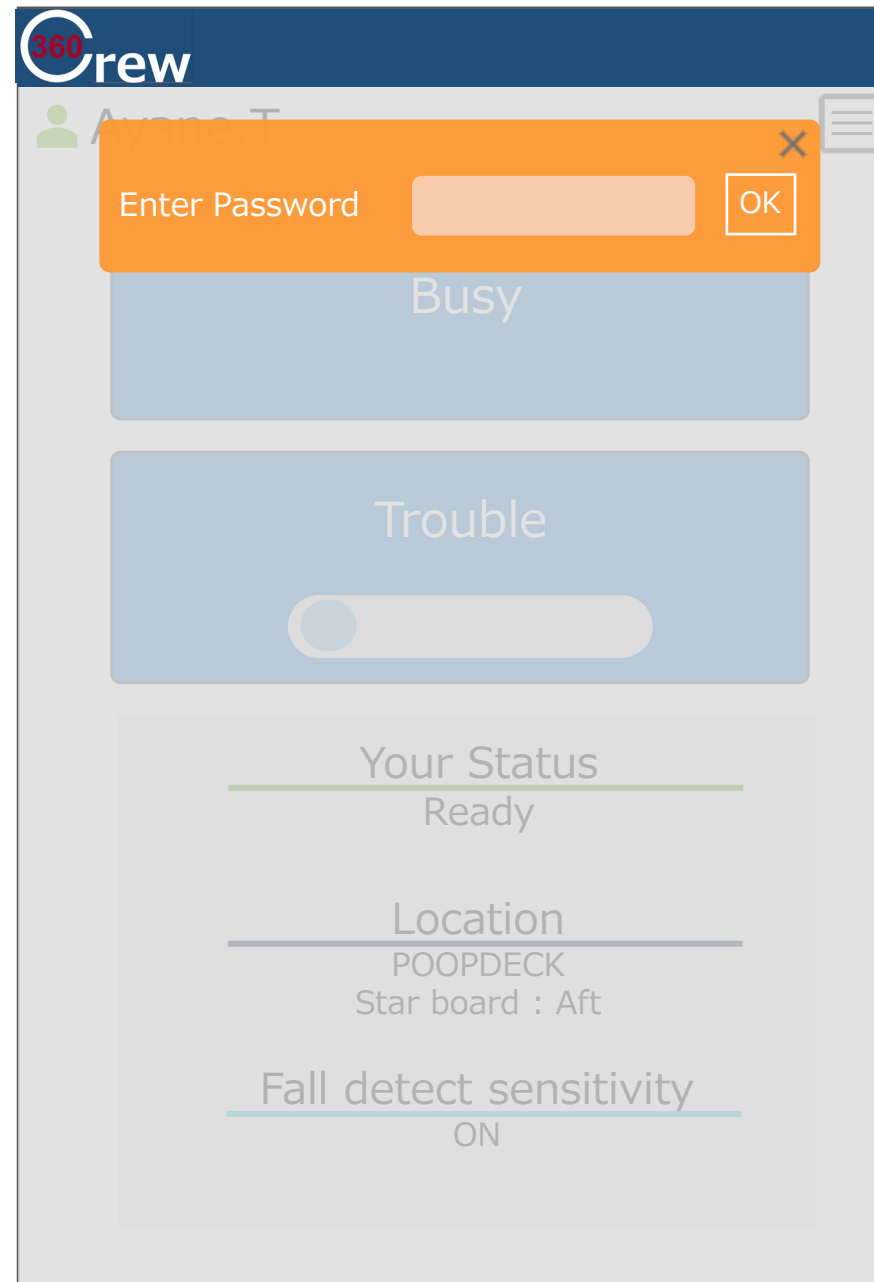 360 Crew
Ayane.T
Enter Password
OK
Busy
Trouble
Your Status
Ready
Location
POOPDECK
Star board : Aft
Fall detect sensitivity
ON